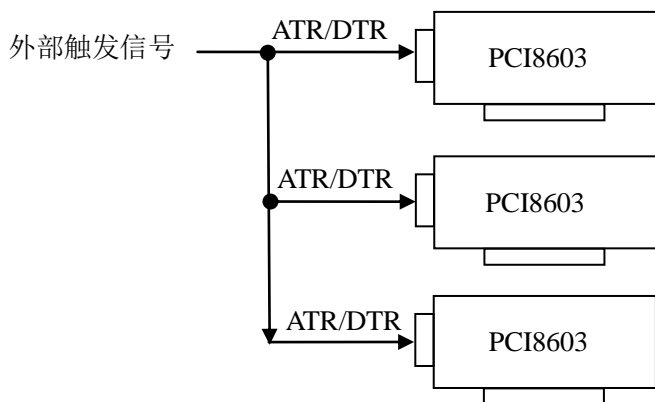 外部触发信号
ATR/DTR
PCI8603
ATR/DTR
PCI8603
ATR/DTR
PCI8603